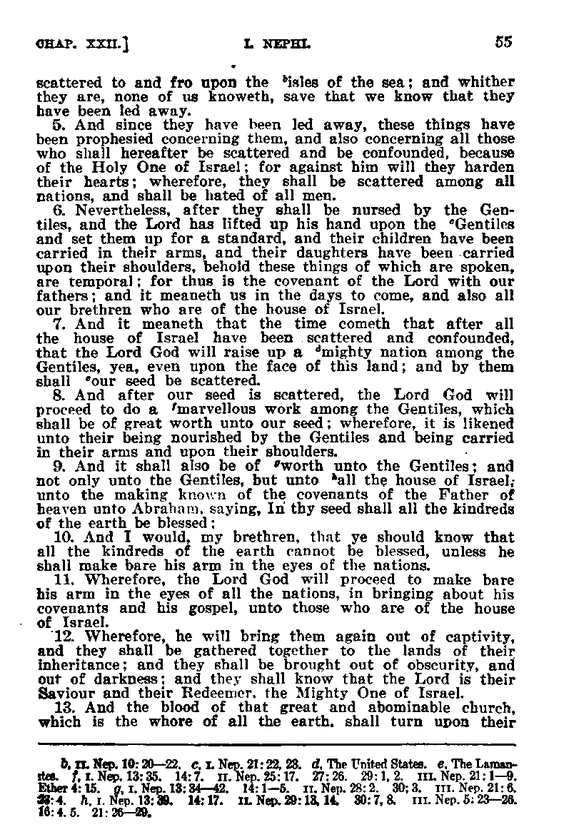 CHAP. XXII.] I. NEPHI. 55
scattered to and fro upon the ᵇisles of the sea; and whither
they are, none of us knoweth, save that we know that they
have been led away.
5. And since they have been led away, these things have
been prophesied concerning them, and also concerning all those
who shall hereafter be scattered and be confounded, because
of the Holy One of Israel; for against him will they harden
their hearts; wherefore, they shall be scattered among all
nations, and shall be hated of all men.
6. Nevertheless, after they shall be nursed by the Gen-
tiles, and the Lord has lifted up his hand upon the ᶜGentiles
and set them up for a standard, and their children have been
carried in their arms, and their daughters have been carried
upon their shoulders, behold these things of which are spoken,
are temporal; for thus is the covenant of the Lord with our
fathers; and it meaneth us in the days to come, and also all
our brethren who are of the house of Israel.
7. And it meaneth that the time cometh that after all
the house of Israel have been scattered and confounded,
that the Lord God will raise up a ᵈmighty nation among the
Gentiles, yea, even upon the face of this land; and by them
shall ᵉour seed be scattered.
8. And after our seed is scattered, the Lord God will
proceed to do a ᶠmarvellous work among the Gentiles, which
shall be of great worth unto our seed; wherefore, it is likened
unto their being nourished by the Gentiles and being carried
in their arms and upon their shoulders.
9. And it shall also be of ᵍworth unto the Gentiles; and
not only unto the Gentiles, but unto ʰall the house of Israel,
unto the making known of the covenants of the Father of
heaven unto Abraham, saying, In thy seed shall all the kindreds
of the earth be blessed;
10. And I would, my brethren, that ye should know that
all the kindreds of the earth cannot be blessed, unless he
shall make bare his arm in the eyes of the nations.
11. Wherefore, the Lord God will proceed to make bare
his arm in the eyes of all the nations, in bringing about his
covenants and his gospel, unto those who are of the house
of Israel.
12. Wherefore, he will bring them again out of captivity,
and they shall be gathered together to the lands of their
inheritance; and they shall be brought out of obscurity, and
out of darkness; and they shall know that the Lord is their
Saviour and their Redeemer, the Mighty One of Israel.
13. And the blood of that great and abominable church,
which is the whore of all the earth, shall turn upon their
b, II. Nep. 10: 20—22. c, I. Nep. 21: 22, 23. d, The United States. e, The Laman-
ites. f, I. Nep. 13: 35. 14: 7. II. Nep. 25: 17. 27: 26. 29: 1, 2. III. Nep. 21: 1—9.
Ether 4: 15. g, I. Nep. 13: 34—42. 14: 1—5. II. Nep. 28: 2. 30; 3. III. Nep. 21: 6.
23: 4. h, I. Nep. 13: 39. 14: 17. II. Nep. 29: 13, 14. 30: 7, 8. III. Nep. 5: 23—26.
16: 4. 5. 21: 26—29.